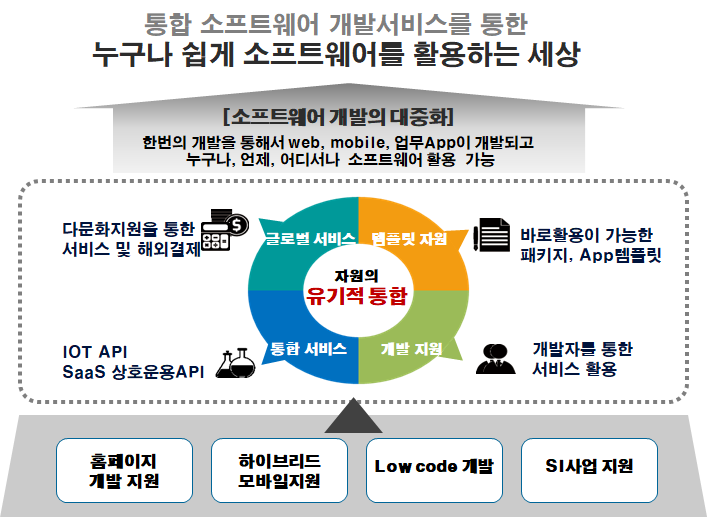 통합 소프트웨어 개발서비스를 통한
누구나 쉽게 소프트웨어를 활용하는 세상
[소프트웨어 개발의 대중화]
한번의 개발을 통해서 web, mobile, 업무App이 개발되고
누구나, 언제, 어디서나 소프트웨어 활용 가능
다문화지원을 통한
서비스 및 해외결제
글로벌 서비스
템플릿 자원
바로활용이 가능한
패키지, App템플릿
자원의
유기적 통합
IOT API
SaaS 상호운용API
통합 서비스
개발 지원
개발자를 통한
서비스 활용
홈페이지
개발 지원
하이브리드
모바일지원
Low code 개발
SI사업 지원